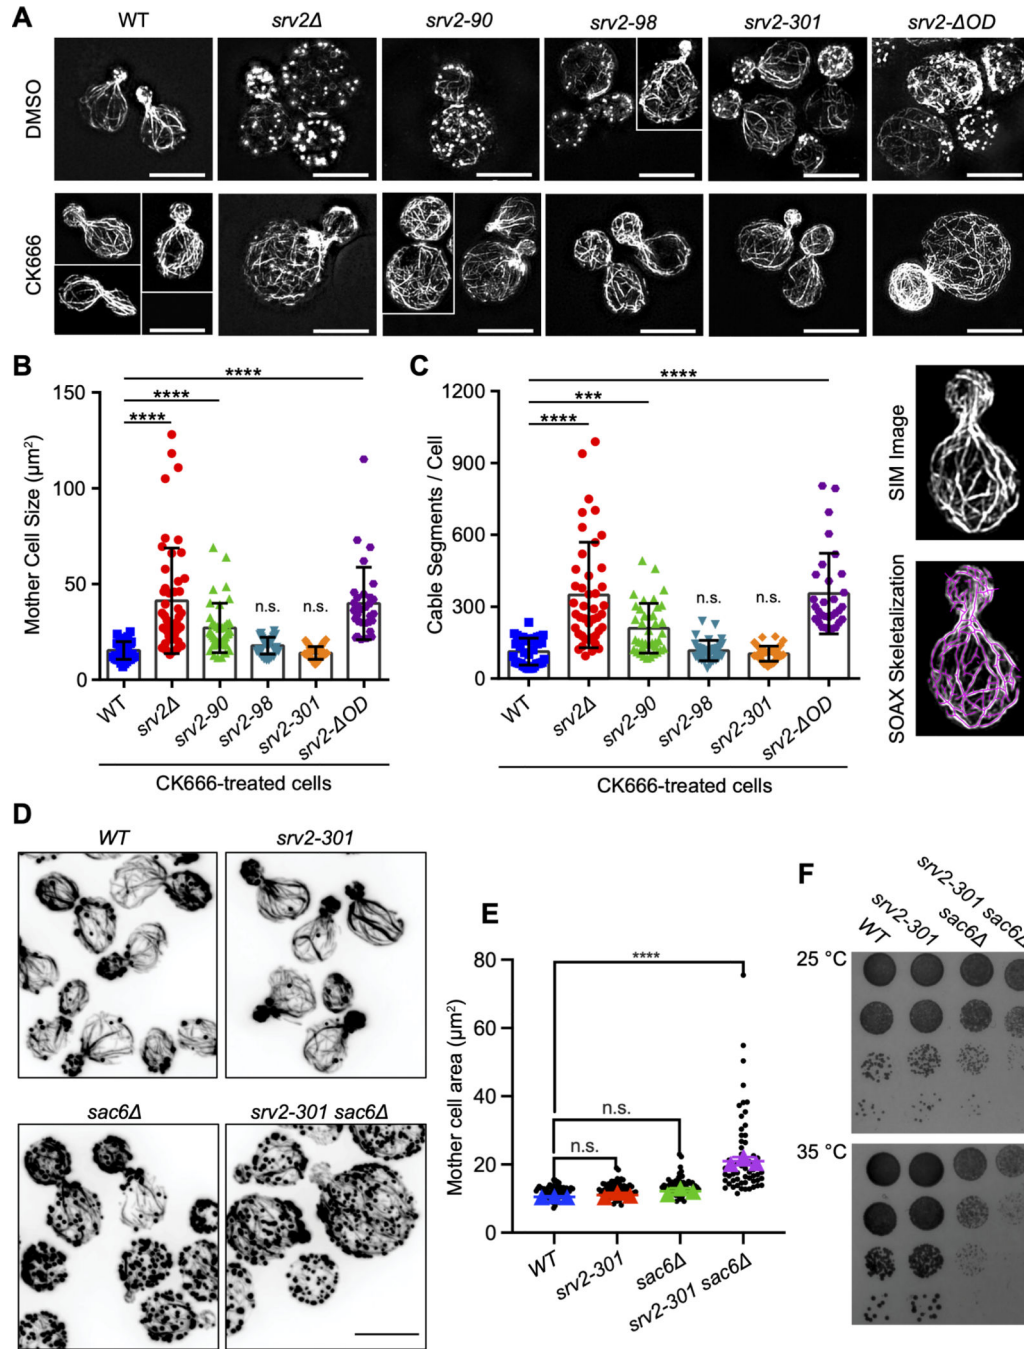 A
WT
srv2Δ
srv2-90
srv2-98
srv2-301
srv2-ΔOD
DMSO
CK666
B
****
****
****
n.s.
n.s.
Mother Cell Size (µm²)
150
100
50
0
WT
srv2Δ
srv2-90
srv2-98
srv2-301
srv2-ΔOD
CK666-treated cells
C
****
***
****
n.s.
n.s.
Cable Segments / Cell
1200
900
600
300
0
WT
srv2Δ
srv2-90
srv2-98
srv2-301
srv2-ΔOD
CK666-treated cells
SIM Image
SOAX Skeletalization
D
WT
srv2-301
sac6Δ
srv2-301 sac6Δ
E
****
n.s.
n.s.
Mother cell area (µm²)
80
60
40
20
0
WT
srv2-301
sac6Δ
srv2-301 sac6Δ
F
WT
srv2-301
sac6Δ
srv2-301 sac6Δ
25 °C
35 °C